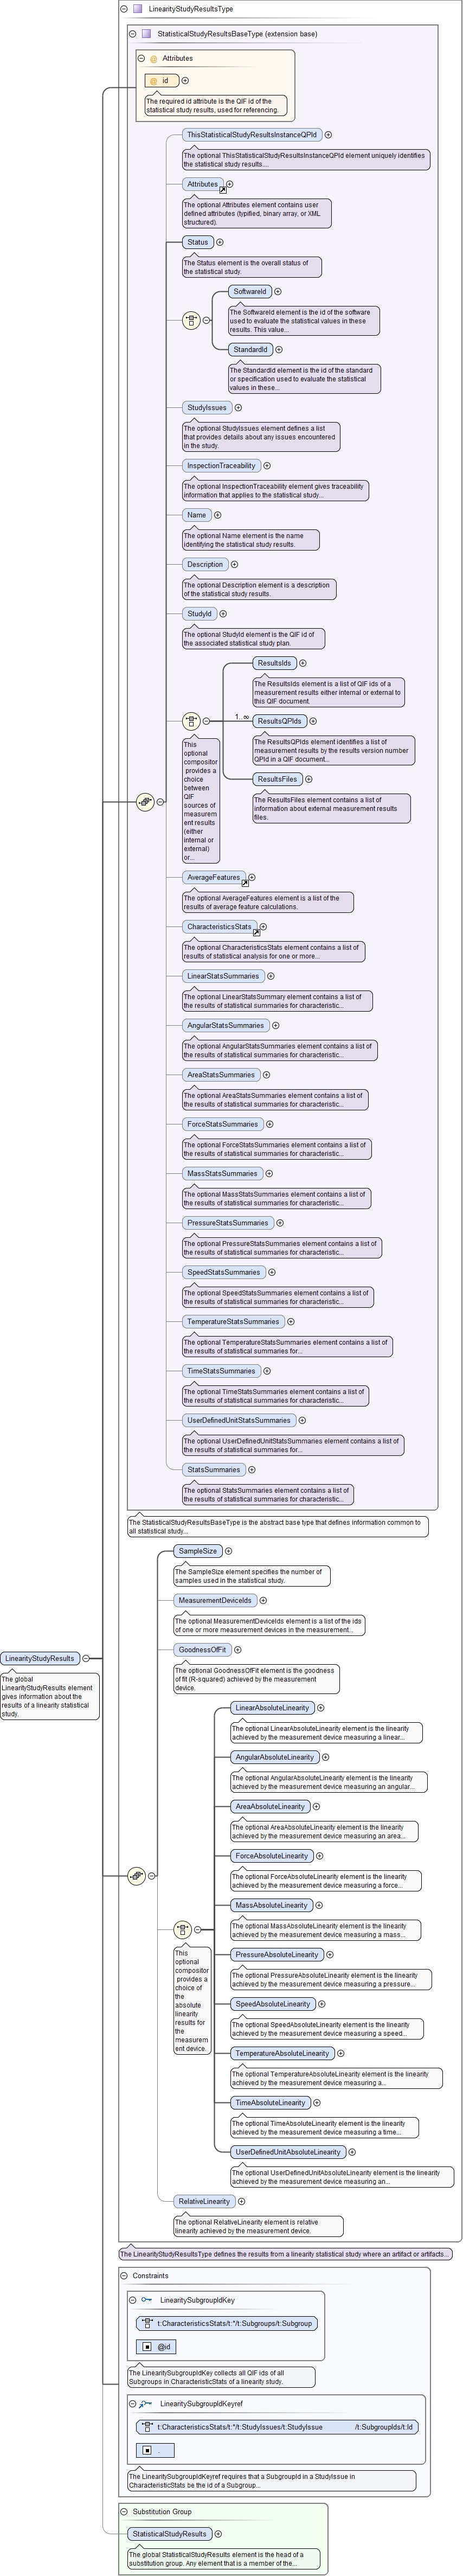 LinearityStudyResultsType
StatisticalStudyResultsBaseType (extension base)
@ Attributes
@ id
The required id attribute is the QIF id of the
statistical study results, used for referencing.
ThisStatisticalStudyResultsInstanceQPId
The optional ThisStatisticalStudyResultsInstanceQPId element uniquely identifies
the statistical study results....
Attributes
The optional Attributes element contains user
defined attributes (typified, binary array, or XML
structured).
Status
The Status element is the overall status of
the statistical study.
SoftwareId
The SoftwareId element is the id of the software
used to evaluate the statistical values in these
results. This value...
StandardId
The StandardId element is the id of the standard
or specification used to evaluate the statistical
values in these...
StudyIssues
The optional StudyIssues element defines a list
that provides details about any issues encountered
in the study.
InspectionTraceability
The optional InspectionTraceability element gives traceability
information that applies to the statistical study...
Name
The optional Name element is the name
identifying the statistical study results.
Description
The optional Description element is a description
of the statistical study results.
StudyId
The optional StudyId element is the QIF id of
the associated statistical study plan.
ResultsIds
The ResultsIds element is a list of QIF ids of a
measurement results either internal or external to
this QIF document.
1..∞
ResultsQPIds
The ResultsQPIds element identifies a list of
measurement results by the results version number
QPId in a QIF document...
ResultsFiles
The ResultsFiles element contains a list of
information about external measurement results
files.
This
optional
compositor
provides a
choice
between
QIF
sources of
measurem
ent results
(either
internal or
external)
or...
AverageFeatures
The optional AverageFeatures element is a list of the
results of average feature calculations.
CharacteristicsStats
The optional CharacteristicsStats element contains a list of
results of statistical analysis for one or more...
LinearStatsSummaries
The optional LinearStatsSummary element contains a list of
the results of statistical summaries for characteristic...
AngularStatsSummaries
The optional AngularStatsSummaries element contains a list of
the results of statistical summaries for characteristic...
AreaStatsSummaries
The optional AreaStatsSummaries element contains a list of
the results of statistical summaries for characteristic...
ForceStatsSummaries
The optional ForceStatsSummaries element contains a list of
the results of statistical summaries for characteristic...
MassStatsSummaries
The optional MassStatsSummaries element contains a list of
the results of statistical summaries for characteristic...
PressureStatsSummaries
The optional PressureStatsSummaries element contains a list of
the results of statistical summaries for characteristic...
SpeedStatsSummaries
The optional SpeedStatsSummaries element contains a list of
the results of statistical summaries for characteristic...
TemperatureStatsSummaries
The optional TemperatureStatsSummaries element contains a list of
the results of statistical summaries for...
TimeStatsSummaries
The optional TimeStatsSummaries element contains a list of
the results of statistical summaries for characteristic...
UserDefinedUnitStatsSummaries
The optional UserDefinedUnitStatsSummaries element contains a list of
the results of statistical summaries for...
StatsSummaries
The optional StatsSummaries element contains a list of
the results of statistical summaries for characteristic...
The StatisticalStudyResultsBaseType is the abstract base type that defines information common to
all statistical study...
SampleSize
The SampleSize element specifies the number of
samples used in the statistical study.
MeasurementDeviceIds
The optional MeasurementDeviceIds element is a list of the ids
of one or more measurement devices in the measurement...
GoodnessOfFit
The optional GoodnessOfFit element is the goodness
of fit (R-squared) achieved by the measurement
device.
LinearityStudyResults
The global
LinearityStudyResults element
gives information about the
results of a linearity statistical
study.
LinearAbsoluteLinearity
The optional LinearAbsoluteLinearity element is the linearity
achieved by the measurement device measuring a linear...
AngularAbsoluteLinearity
The optional AngularAbsoluteLinearity element is the linearity
achieved by the measurement device measuring an angular...
AreaAbsoluteLinearity
The optional AreaAbsoluteLinearity element is the linearity
achieved by the measurement device measuring an area...
ForceAbsoluteLinearity
The optional ForceAbsoluteLinearity element is the linearity
achieved by the measurement device measuring a force...
MassAbsoluteLinearity
The optional MassAbsoluteLinearity element is the linearity
achieved by the measurement device measuring a mass...
PressureAbsoluteLinearity
The optional PressureAbsoluteLinearity element is the linearity
achieved by the measurement device measuring a pressure...
SpeedAbsoluteLinearity
The optional SpeedAbsoluteLinearity element is the linearity
achieved by the measurement device measuring a speed...
TemperatureAbsoluteLinearity
The optional TemperatureAbsoluteLinearity element is the linearity
achieved by the measurement device measuring a...
TimeAbsoluteLinearity
The optional TimeAbsoluteLinearity element is the linearity
achieved by the measurement device measuring a time...
UserDefinedUnitAbsoluteLinearity
The optional UserDefinedUnitAbsoluteLinearity element is the linearity
achieved by the measurement device measuring an...
This
optional
compositor
provides a
choice of
the
absolute
linearity
results for
the
measurem
ent device.
RelativeLinearity
The optional RelativeLinearity element is relative
linearity achieved by the measurement device.
The LinearityStudyResultsType defines the results from a linearity statistical study where an artifact or artifacts...
Constraints
LinearitySubgroupIdKey
t:CharacteristicsStats/t:*/t:Subgroups/t:Subgroup
@id
The LinearitySubgroupIdKey collects all QIF ids of all
Subgroups in CharacteristicStats of a linearity study.
LinearitySubgroupIdKeyref
t:CharacteristicsStats/t:*/t:StudyIssues/t:StudyIssue /t:SubgroupIds/t:Id
.
The LinearitySubgroupIdKeyref requires that a SubgroupId in a StudyIssue in
CharacteristicStats be the id of a Subgroup...
Substitution Group
StatisticalStudyResults
The global StatisticalStudyResults element is the head of a
substitution group. Any element that is a member of the...